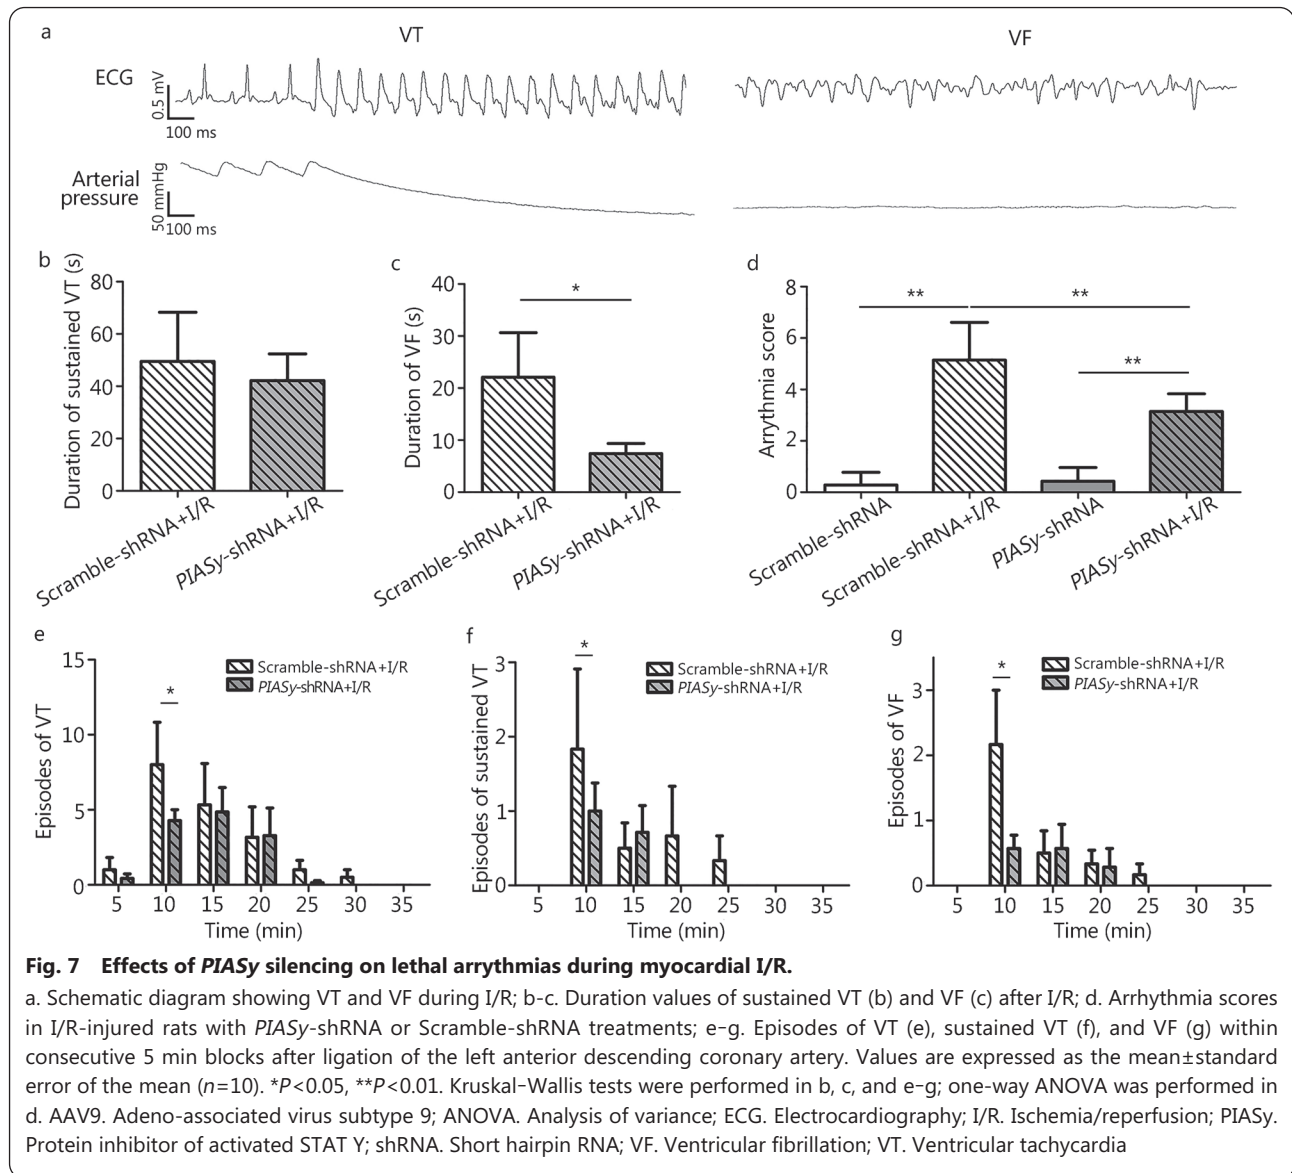 a
VT
VF
ECG
0.5 mV
100 ms
Arterial
pressure
50 mmHg
100 ms
b
Duration of sustained VT (s)
80
60
40
20
0
Scramble-shRNA+I/R
PIASy-shRNA+I/R
c
Duration of VF (s)
40
30
20
10
0
*
Scramble-shRNA+I/R
PIASy-shRNA+I/R
d
Arrythmia score
8
6
4
2
0
**
**
**
Scramble-shRNA
Scramble-shRNA+I/R
PIASy-shRNA
PIASy-shRNA+I/R
e
Episodes of VT
15
10
5
0
*
Scramble-shRNA+I/R
PIASy-shRNA+I/R
5 10 15 20 25 30 35
Time (min)
f
Episodes of sustained VT
3
2
1
0
*
Scramble-shRNA+I/R
PIASy-shRNA+I/R
5 10 15 20 25 30 35
Time (min)
g
Episodes of VF
3
2
1
0
*
Scramble-shRNA+I/R
PIASy-shRNA+I/R
5 10 15 20 25 30 35
Time (min)
Fig. 7 Effects of PIASy silencing on lethal arrythmias during myocardial I/R.
a. Schematic diagram showing VT and VF during I/R; b-c. Duration values of sustained VT (b) and VF (c) after I/R; d. Arrhythmia scores
in I/R-injured rats with PIASy-shRNA or Scramble-shRNA treatments; e-g. Episodes of VT (e), sustained VT (f), and VF (g) within
consecutive 5 min blocks after ligation of the left anterior descending coronary artery. Values are expressed as the mean±standard
error of the mean (n=10). *P<0.05, **P<0.01. Kruskal-Wallis tests were performed in b, c, and e-g; one-way ANOVA was performed in
d. AAV9. Adeno-associated virus subtype 9; ANOVA. Analysis of variance; ECG. Electrocardiography; I/R. Ischemia/reperfusion; PIASy.
Protein inhibitor of activated STAT Y; shRNA. Short hairpin RNA; VF. Ventricular fibrillation; VT. Ventricular tachycardia